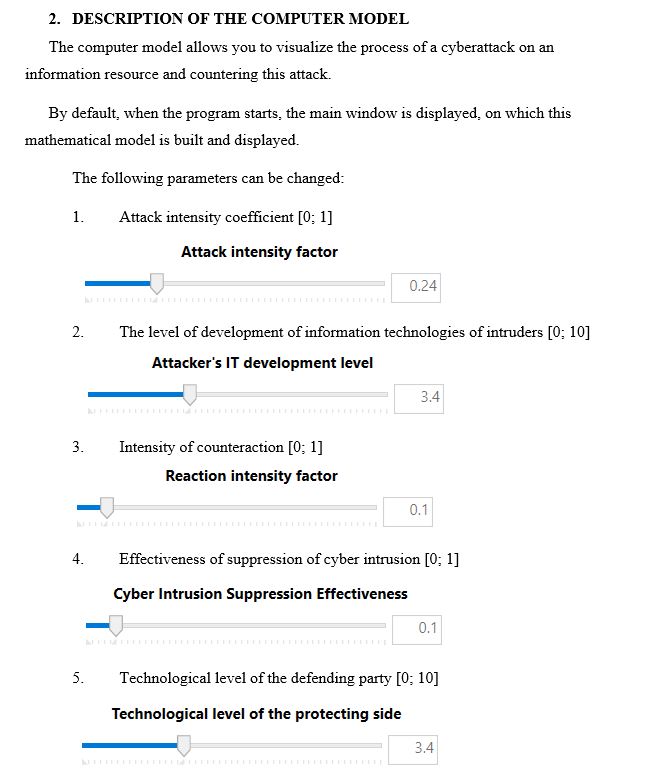 2. DESCRIPTION OF THE COMPUTER MODEL
The computer model allows you to visualize the process of a cyberattack on an
information resource and countering this attack.
By default, when the program starts, the main window is displayed, on which this
mathematical model is built and displayed.
The following parameters can be changed:
1. Attack intensity coefficient [0; 1]
Attack intensity factor
0.24
2. The level of development of information technologies of intruders [0; 10]
Attacker's IT development level
3.4
3. Intensity of counteraction [0; 1]
Reaction intensity factor
0.1
4. Effectiveness of suppression of cyber intrusion [0; 1]
Cyber Intrusion Suppression Effectiveness
0.1
5. Technological level of the defending party [0; 10]
Technological level of the protecting side
3.4